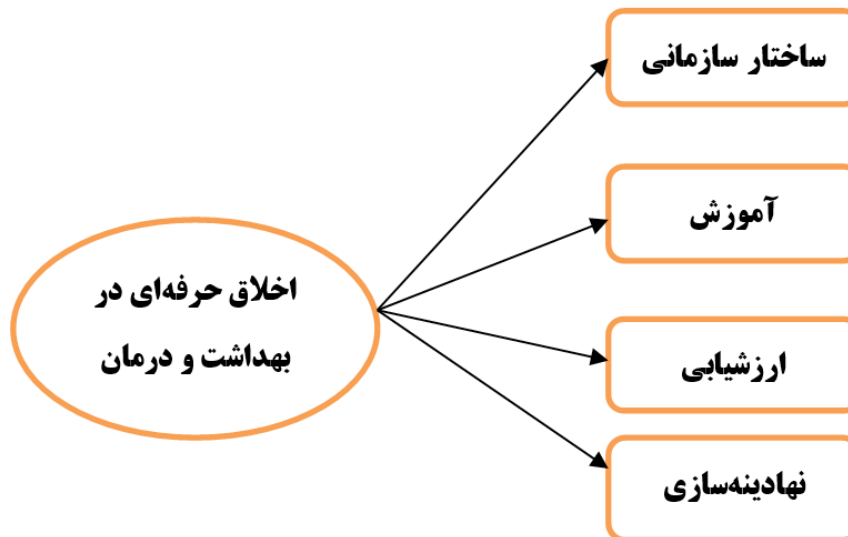 ساختار سازمانی
آموزش
اخلاق حرفه‌ای در
بهداشت و درمان
ارزشیابی
نهادینه‌سازی